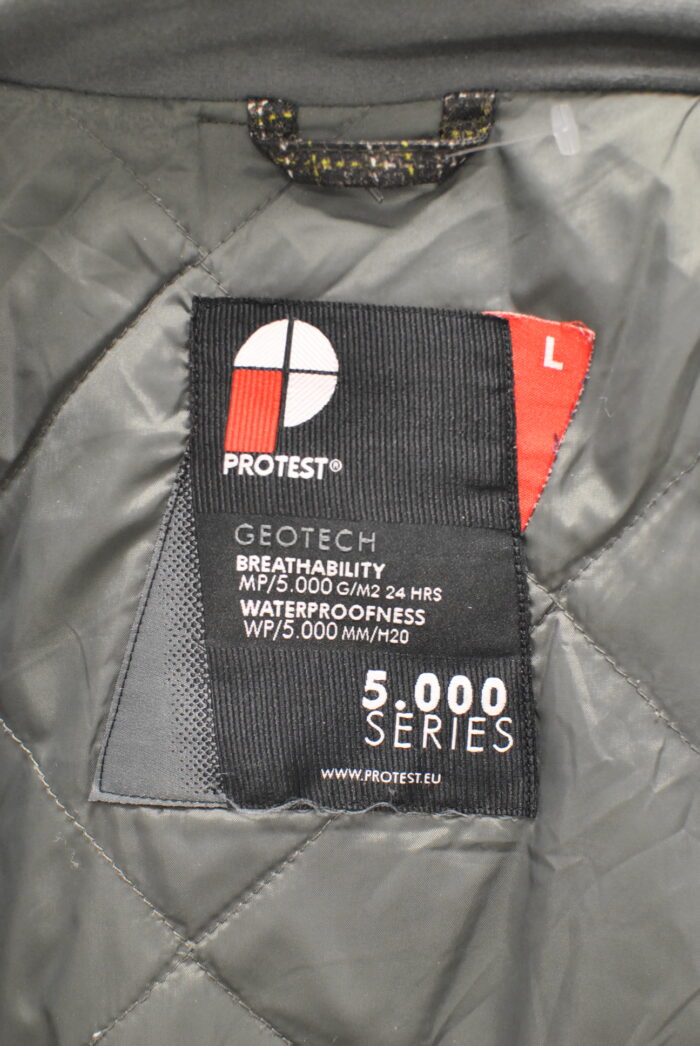 L
PROTEST®
GEOTECH
BREATHABILITY
MP/5.000 G/M2 24 HRS
WATERPROOFNESS
WP/5.000 MM/H20
5.000
SERIES
WWW.PROTEST.EU